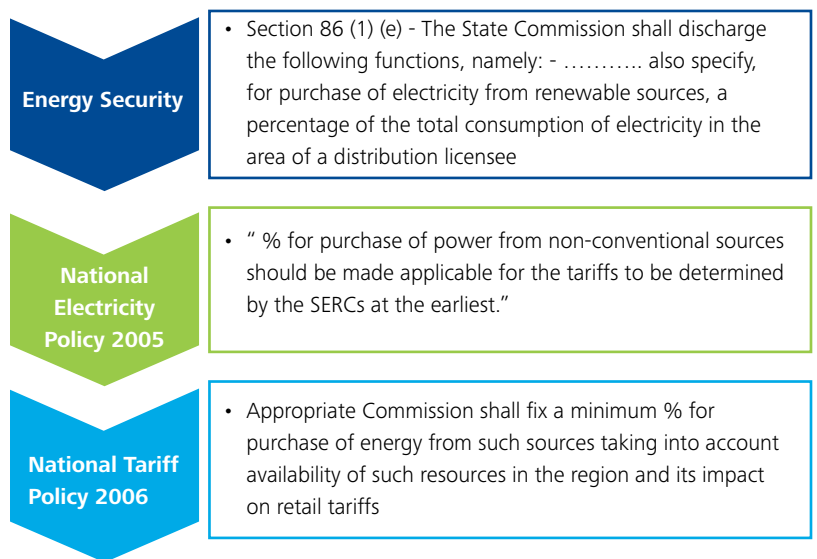 Energy Security
• Section 86 (1) (e) - The State Commission shall discharge
the following functions, namely: - ……….. also specify,
for purchase of electricity from renewable sources, a
percentage of the total consumption of electricity in the
area of a distribution licensee
National
Electricity
Policy 2005
• “ % for purchase of power from non-conventional sources
should be made applicable for the tariffs to be determined
by the SERCs at the earliest.”
National Tariff
Policy 2006
• Appropriate Commission shall fix a minimum % for
purchase of energy from such sources taking into account
availability of such resources in the region and its impact
on retail tariffs